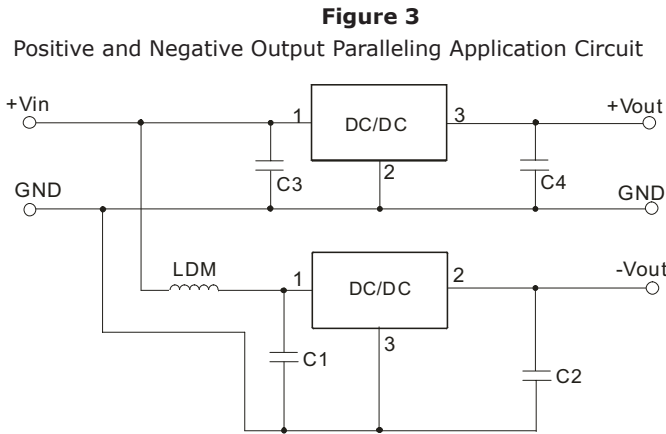 Figure 3
Positive and Negative Output Paralleling Application Circuit
+Vin
1
DC/DC
3
+Vout
C3
2
C4
GND
GND
LDM
1
DC/DC
2
-Vout
3
C1
C2